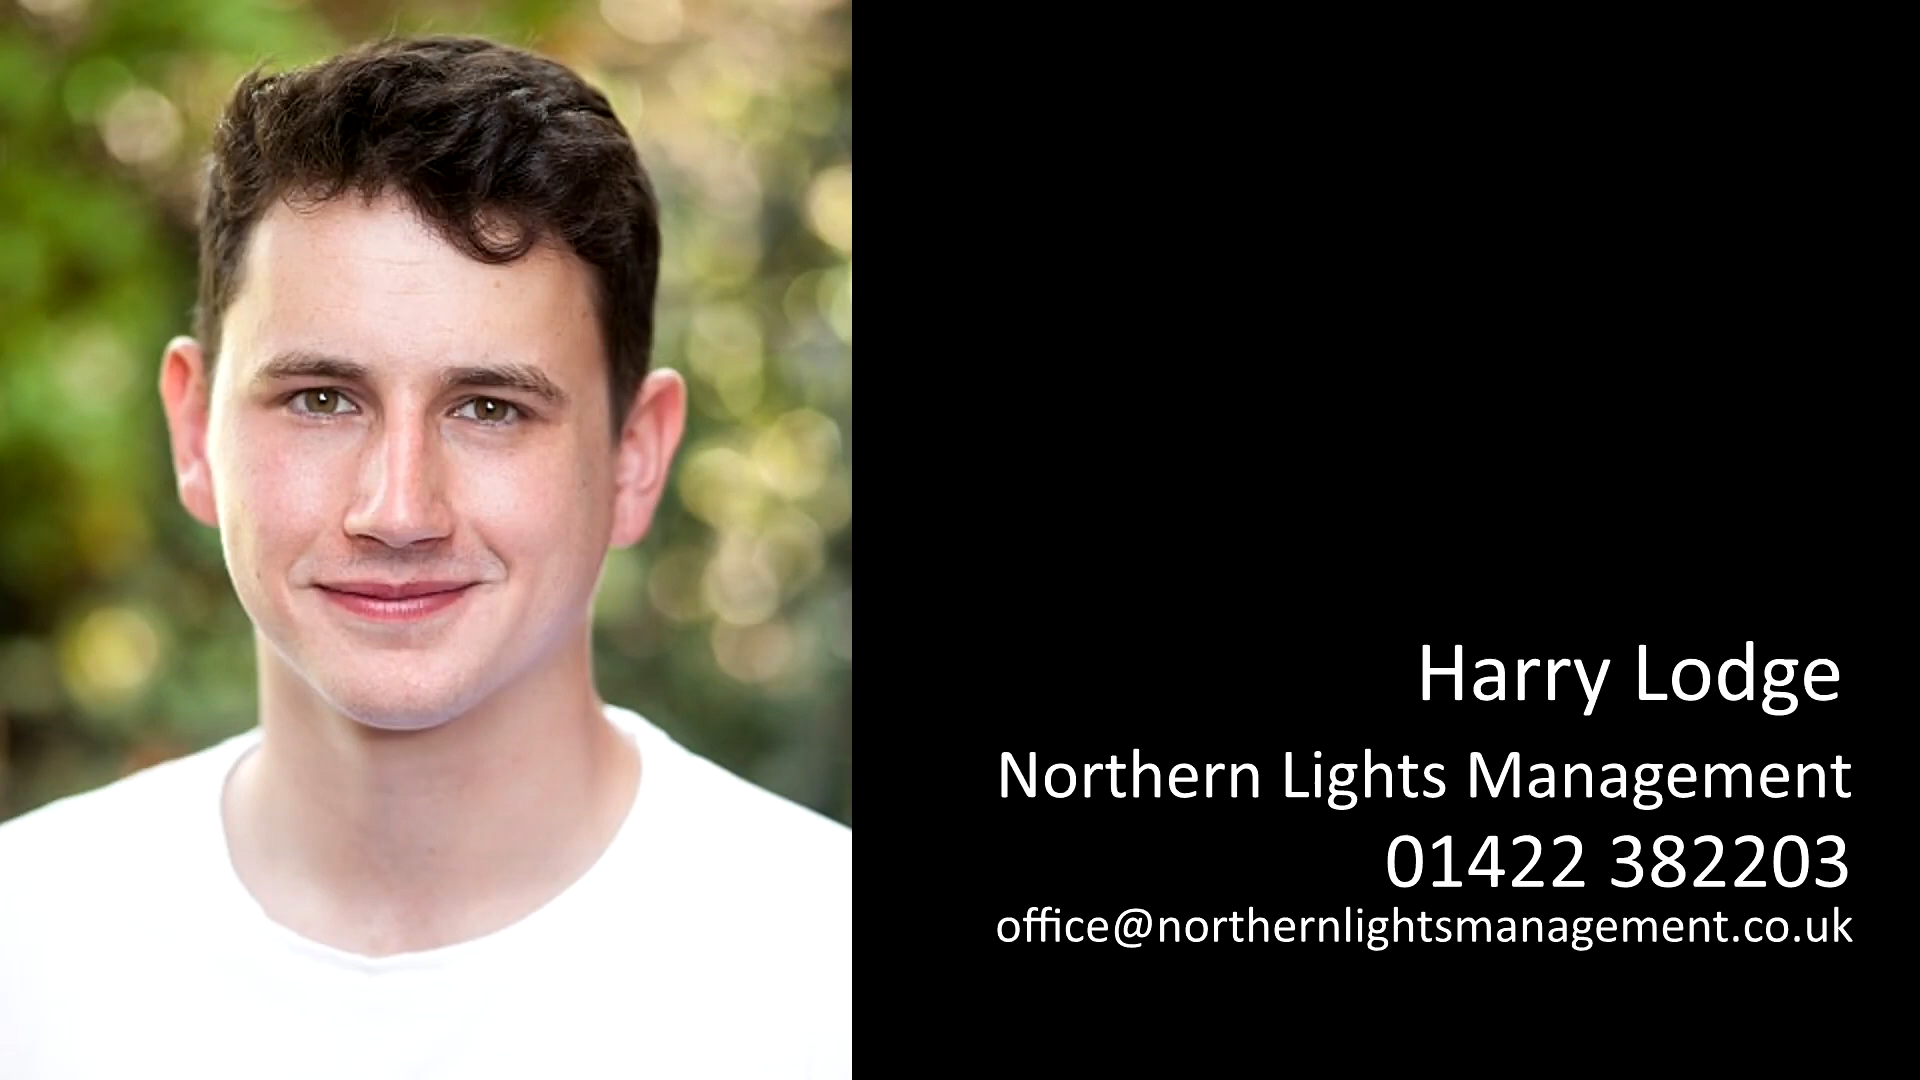 Harry Lodge
Northern Lights Management
01422 382203
office@northernlightsmanagement.co.uk